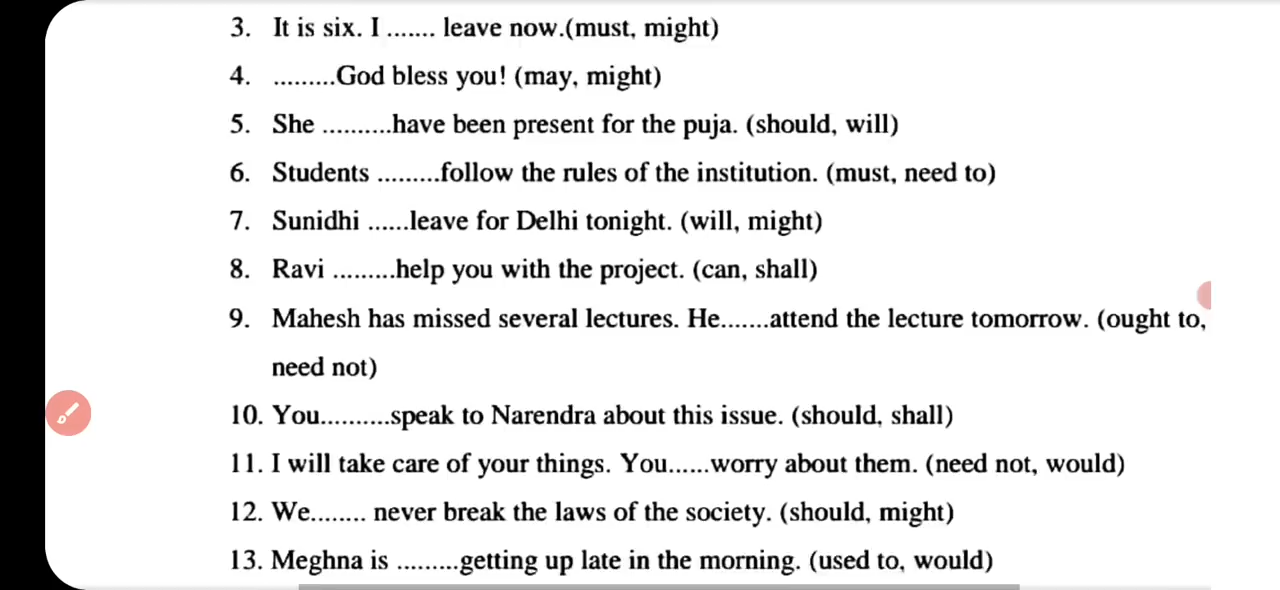 3. It is six. I ....... leave now.(must, might)
4. .........God bless you! (may, might)
5. She ..........have been present for the puja. (should, will)
6. Students .........follow the rules of the institution. (must, need to)
7. Sunidhi ......leave for Delhi tonight. (will, might)
8. Ravi .........help you with the project. (can, shall)
9. Mahesh has missed several lectures. He.......attend the lecture tomorrow. (ought to,
need not)
10. You..........speak to Narendra about this issue. (should, shall)
11. I will take care of your things. You......worry about them. (need not, would)
12. We........ never break the laws of the society. (should, might)
13. Meghna is .........getting up late in the morning. (used to, would)